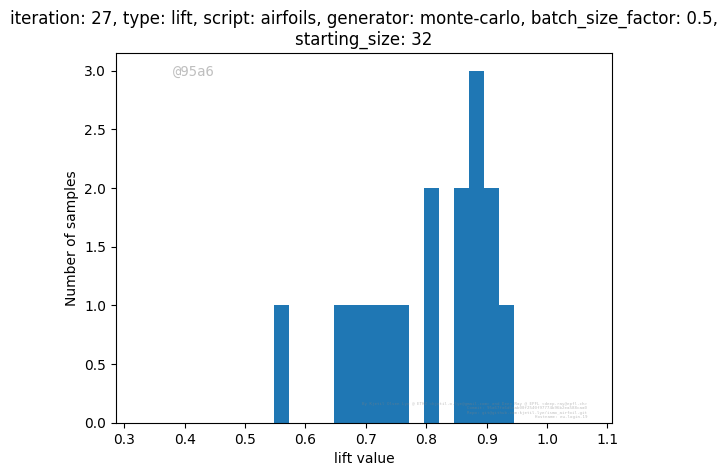 iteration: 27, type: lift, script: airfoils, generator: monte-carlo, batch_size_factor: 0.5,
starting_size: 32
@95a6
3.0
2.5
2.0
1.5
1.0
0.5
0.0
Number of samples
0.3 0.4 0.5 0.6 0.7 0.8 0.9 1.0 1.1
lift value